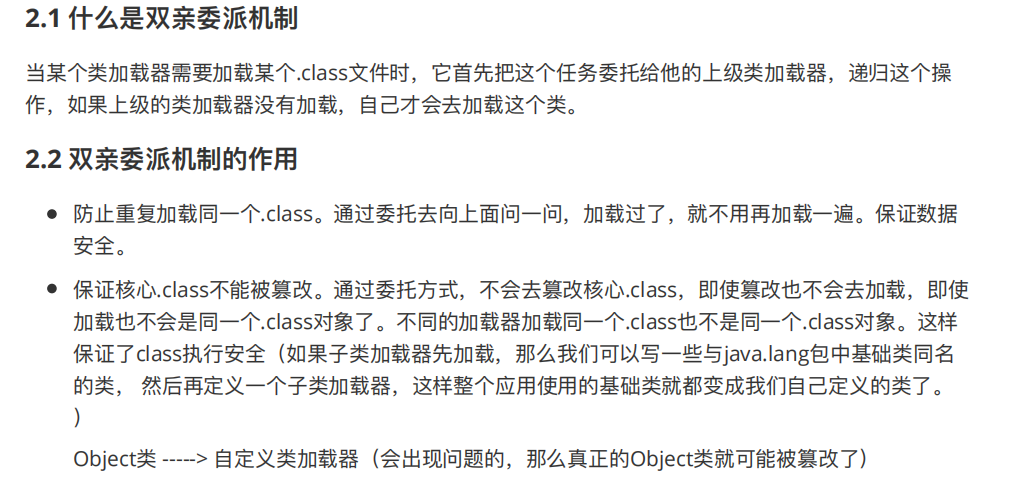 2.1 什么是双亲委派机制
当某个类加载器需要加载某个.class文件时，它首先把这个任务委托给他的上级类加载器，递归这个操
作，如果上级的类加载器没有加载，自己才会去加载这个类。
2.2 双亲委派机制的作用
防止重复加载同一个.class。通过委托去向上面问一问，加载过了，就不用再加载一遍。保证数据
安全。
保证核心.class不能被篡改。通过委托方式，不会去篡改核心.class，即使篡改也不会去加载，即使
加载也不会是同一个.class对象了。不同的加载器加载同一个.class也不是同一个.class对象。这样
保证了class执行安全（如果子类加载器先加载，那么我们可以写一些与java.lang包中基础类同名
的类， 然后再定义一个子类加载器，这样整个应用使用的基础类就都变成我们自己定义的类了。
）
Object类 -----> 自定义类加载器（会出现问题的，那么真正的Object类就可能被篡改了）